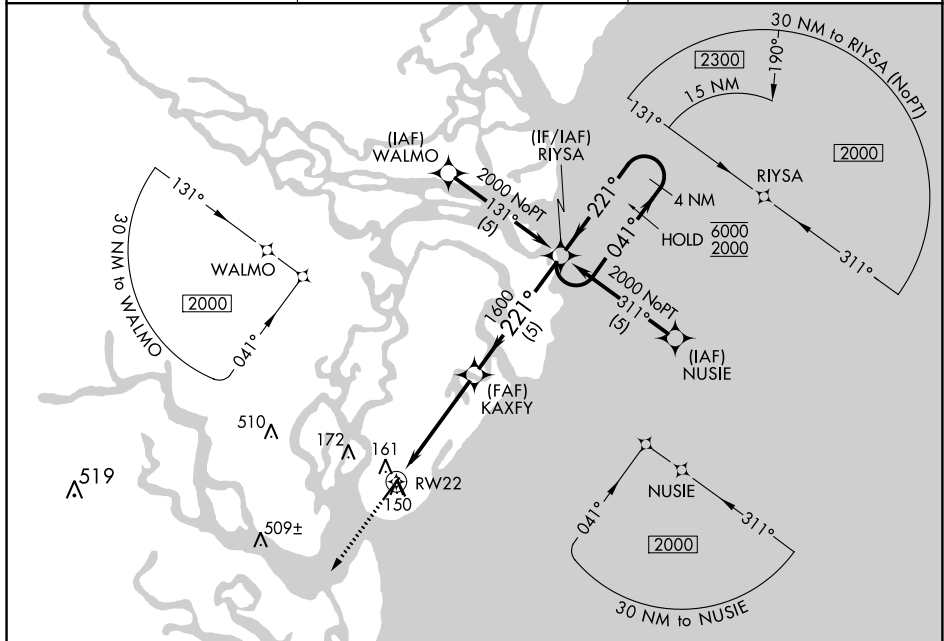 30 NM to RIYSA (NoPT)
2300
190°
15 NM
131°
(IAF)
WALMO
(IF/IAF)
RIYSA
2000
RIYSA
2000 NoPT
131°
(5)
221°
4 NM
041°
HOLD
6000
2000
311°
131°
WALMO
30 NM to WALMO
2000
041°
2000 NoPT
311°
(5)
1600
221°
(5)
(IAF)
NUSIE
(FAF)
KAXFY
510
172
161
RW22
150
519
509±
NUSIE
041°
311°
2000
30 NM to NUSIE